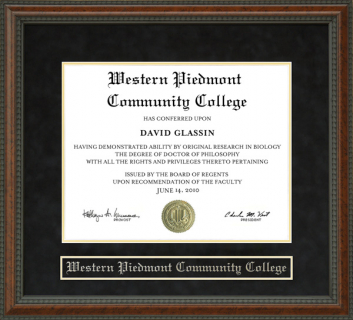 Western Piedmont
Community College
HAS CONFERRED UPON
DAVID GLASSIN
HAVING DEMONSTRATED ABILITY BY ORIGINAL RESEARCH IN BIOLOGY
THE DEGREE OF DOCTOR OF PHILOSOPHY
WITH ALL THE RIGHTS AND PRIVILEGES THERETO PERTAINING
ISSUED BY THE BOARD OF REGENTS
UPON RECOMMENDATION OF THE FACULTY
JUNE 14, 2010
PROVOST
PRESIDENT
Western Piedmont Community College